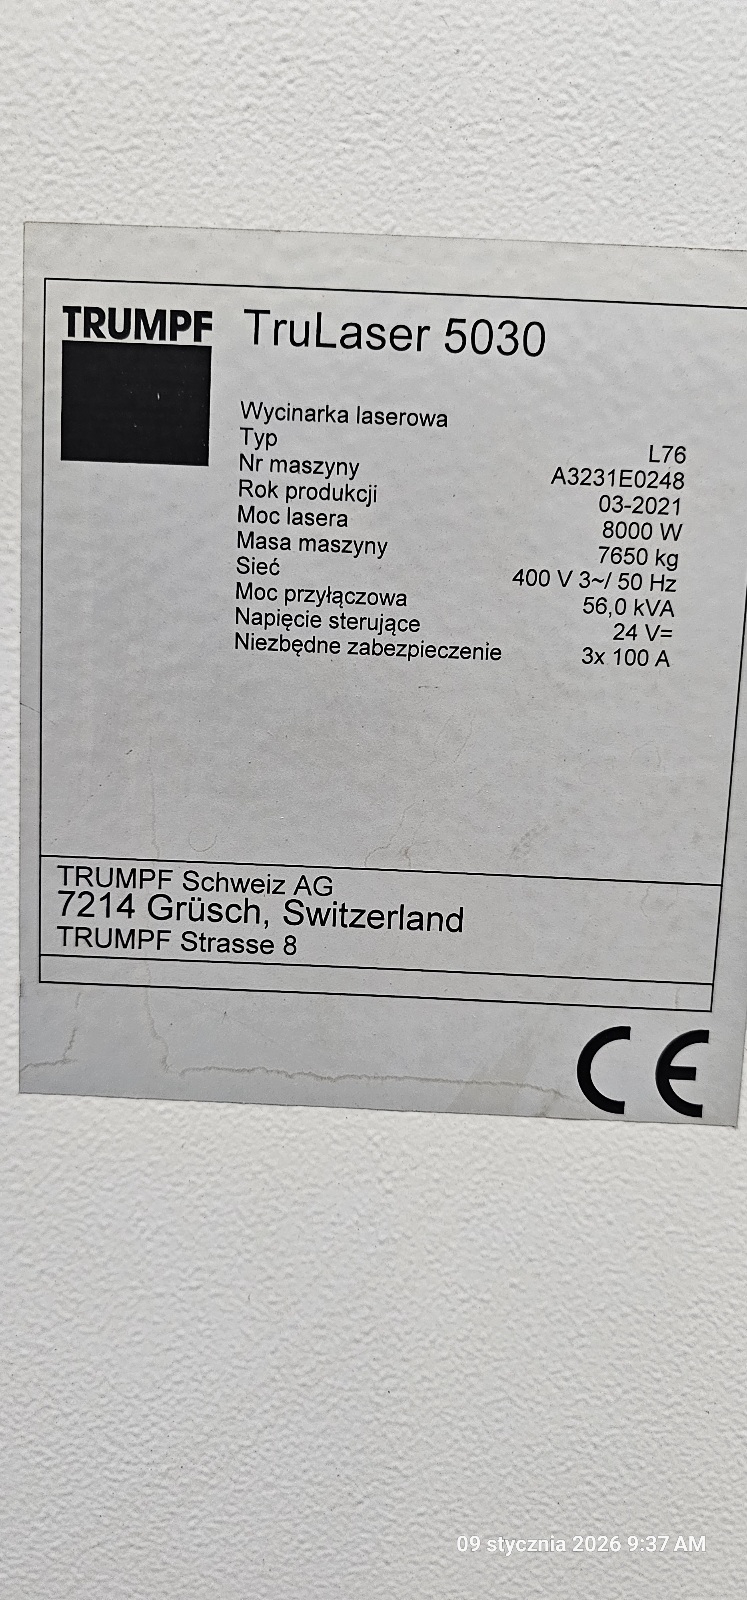 TRUMPF TruLaser 5030
Wycinarka laserowa
Typ L76
Nr maszyny A3231E0248
Rok produkcji 03-2021
Moc lasera 8000 W
Masa maszyny 7650 kg
Sieć 400 V 3~/ 50 Hz
Moc przyłączowa 56,0 kVA
Napięcie sterujące 24 V=
Niezbędne zabezpieczenie 3x 100 A
TRUMPF Schweiz AG
7214 Grüsch, Switzerland
TRUMPF Strasse 8
CE
09 stycznia 2026 9:37 AM